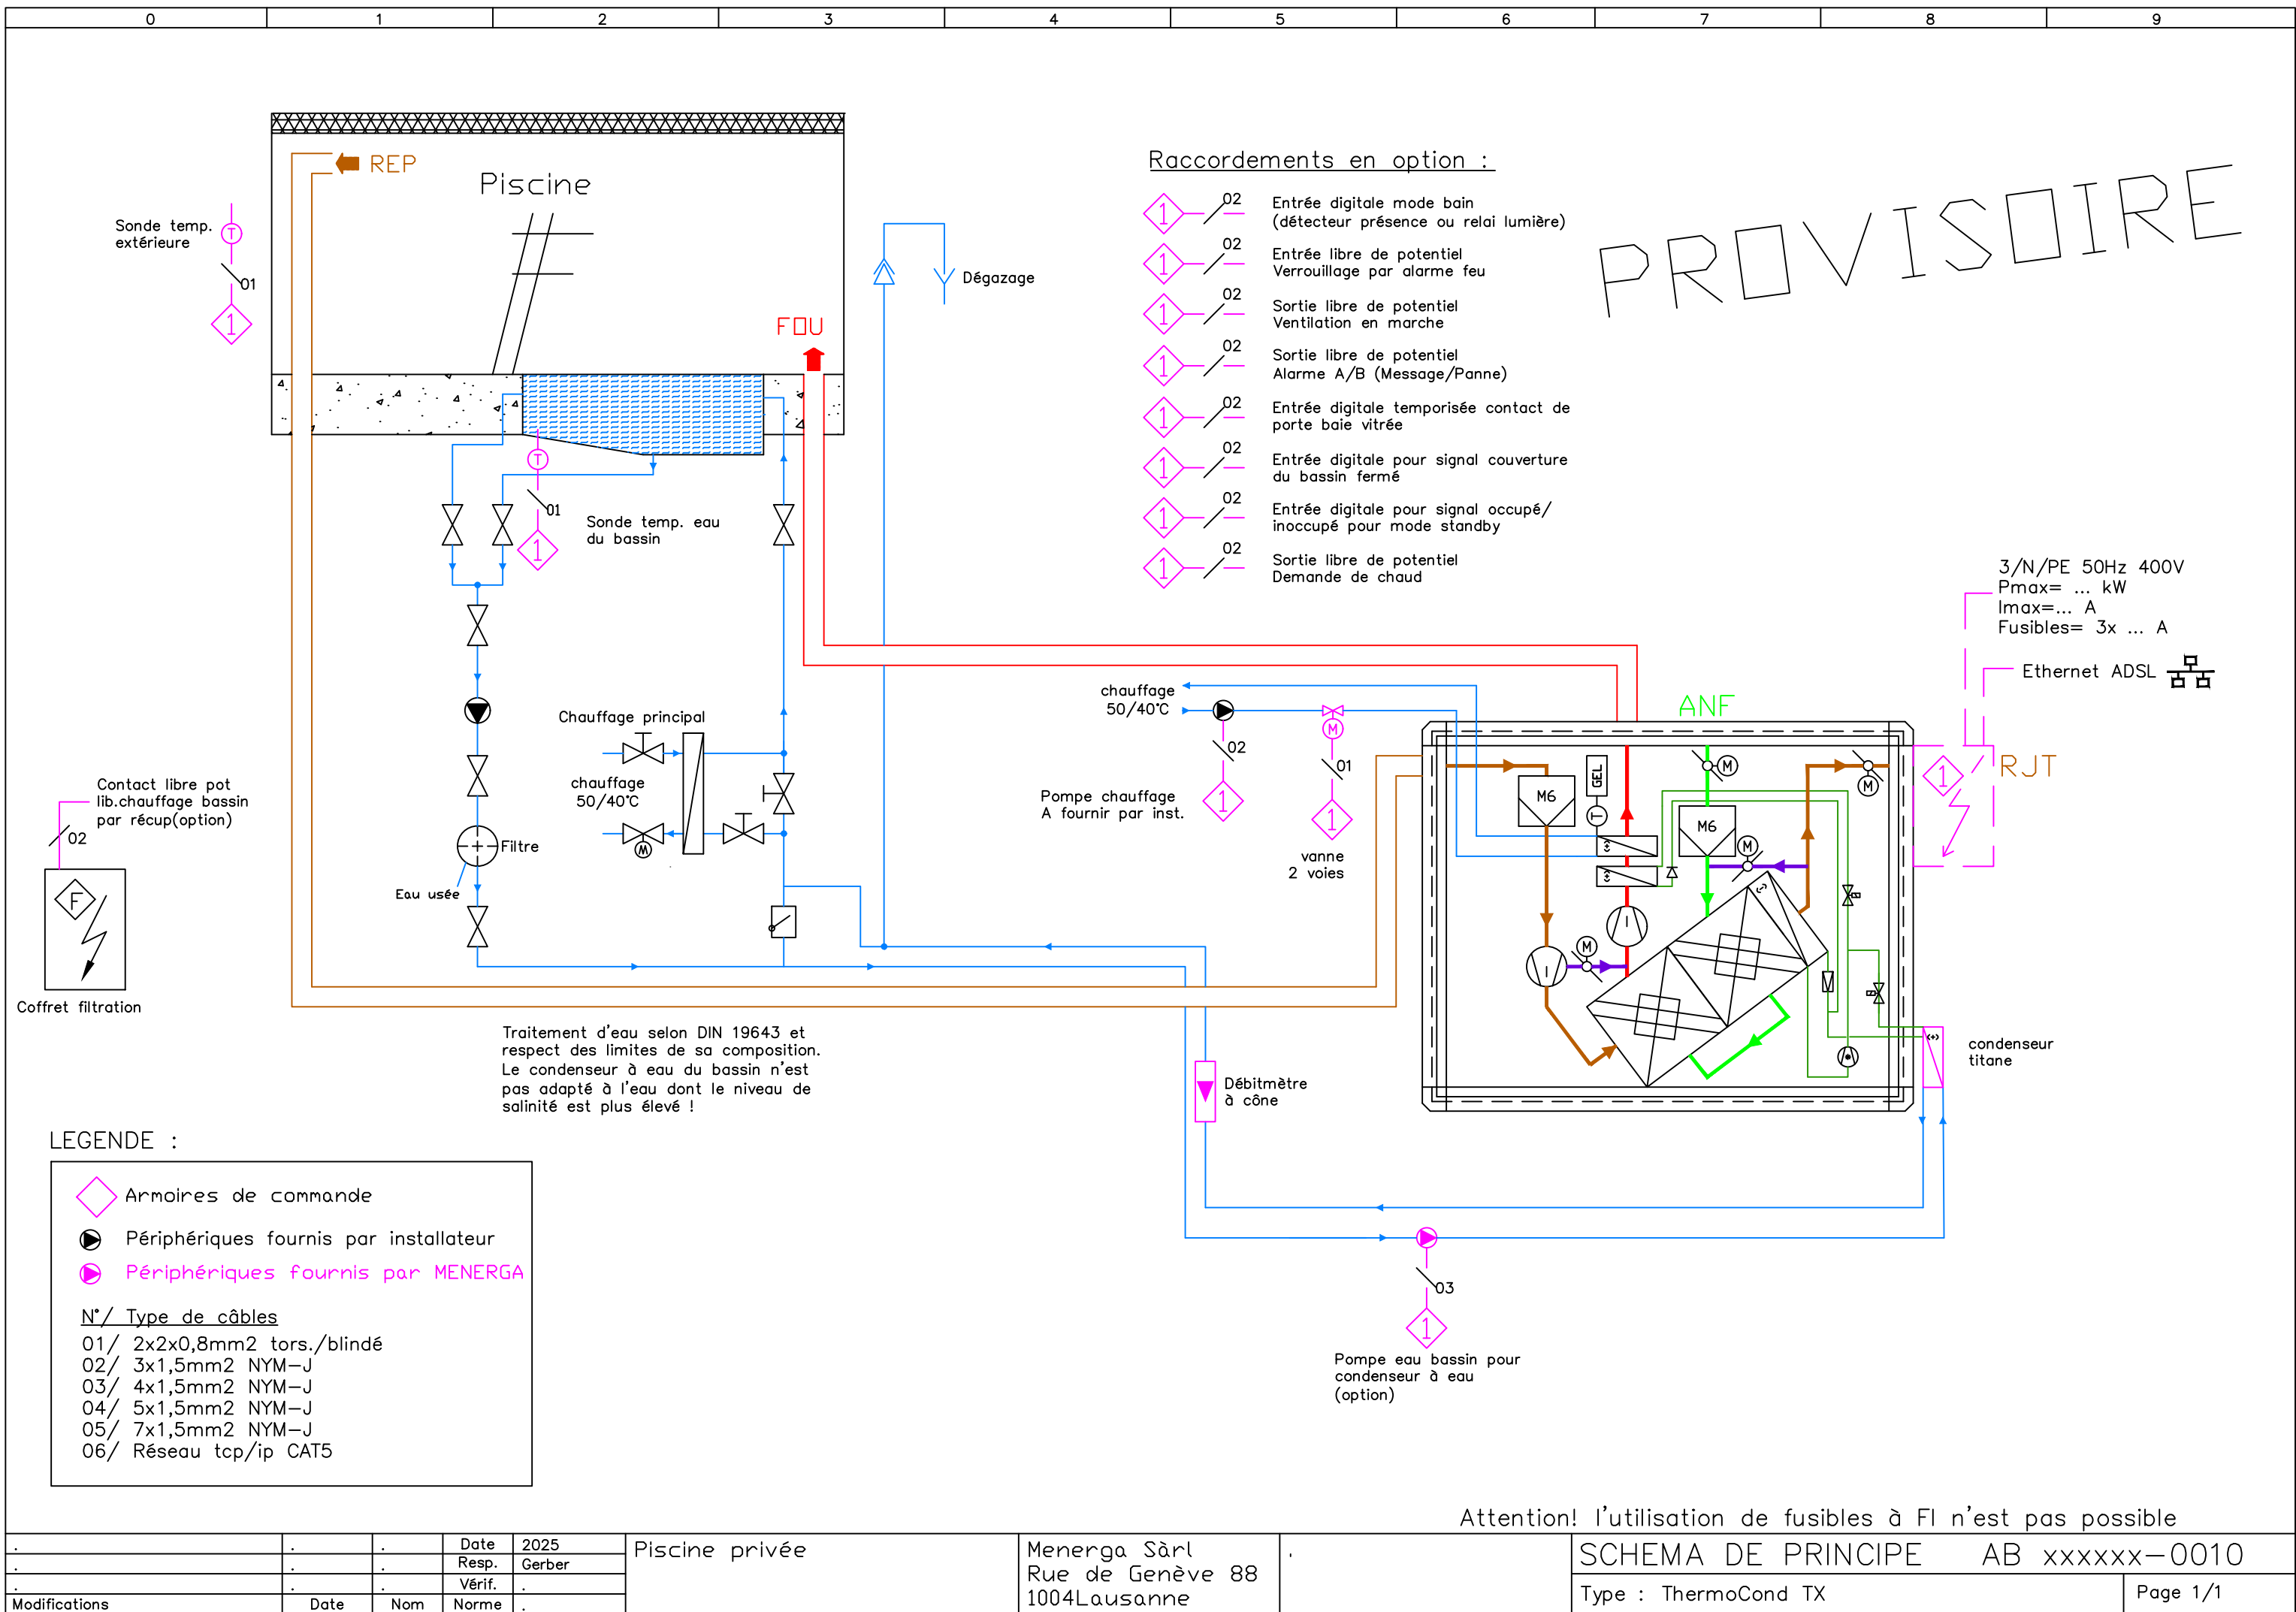 0 1 2 3 4 5 6 7 8 9
REP
Piscine
Sonde temp.
extérieure
T
01
1
FOU
Dégazage
T
01
1
Sonde temp. eau
du bassin
Raccordements en option :
1 02 Entrée digitale mode bain
(détecteur présence ou relai lumière)
1 02 Entrée libre de potentiel
Verrouillage par alarme feu
1 02 Sortie libre de potentiel
Ventilation en marche
1 02 Sortie libre de potentiel
Alarme A/B (Message/Panne)
1 02 Entrée digitale temporisée contact de
porte baie vitrée
1 02 Entrée digitale pour signal couverture
du bassin fermé
1 02 Entrée digitale pour signal occupé/
inoccupé pour mode standby
1 02 Sortie libre de potentiel
Demande de chaud
PROVISOIRE
3/N/PE 50Hz 400V
Pmax= ... kW
Imax=... A
Fusibles= 3x ... A
Ethernet ADSL
Chauffage principal
chauffage
50/40°C
M
Contact libre pot
lib.chauffage bassin
par récup(option)
02
F
Coffret filtration
Filtre
Eau usée
chauffage
50/40°C
02
1
Pompe chauffage
A fournir par inst.
M
01
1
vanne
2 voies
ANF
RJT
1
M6
GEL
T
M
M6
M
M
M
condenseur
titane
Débitmètre
à cône
Traitement d'eau selon DIN 19643 et
respect des limites de sa composition.
Le condenseur à eau du bassin n'est
pas adapté à l'eau dont le niveau de
salinité est plus élevé !
03
1
Pompe eau bassin pour
condenseur à eau
(option)
LEGENDE :
Armoires de commande
Périphériques fournis par installateur
Périphériques fournis par MENERGA
N°/ Type de câbles
01/ 2x2x0,8mm2 tors./blindé
02/ 3x1,5mm2 NYM-J
03/ 4x1,5mm2 NYM-J
04/ 5x1,5mm2 NYM-J
05/ 7x1,5mm2 NYM-J
06/ Réseau tcp/ip CAT5
Attention! l'utilisation de fusibles à FI n'est pas possible
. . . Date 2025
. . . Resp. Gerber
. . . Vérif. .
Modifications Date Nom Norme .
Piscine privée
Menerga Sàrl
Rue de Genève 88
1004Lausanne
SCHEMA DE PRINCIPE AB xxxxxx-0010
Type : ThermoCond TX
Page 1/1